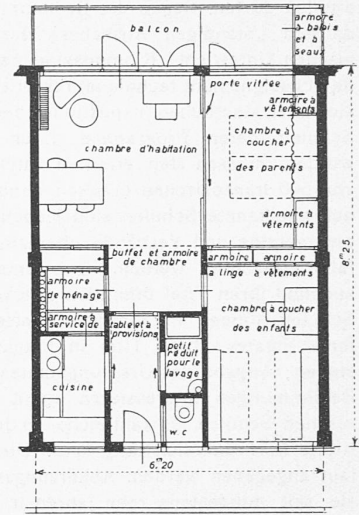 balcon
armoire
à balais
et à
seaux
porte vitrée
armoire à
vêtements
chambre à
coucher
des parents
chambre d'habitation
armoire à
vêtements
buffet et armoire
de chambre
armoire
à linge
armoire
à vêtements
armoire
de ménage
armoire à
service de
table et à
provisions
petit
réduit
pour le
lavage
chambre à coucher
des enfants
cuisine
w.c
8m25
6m,20